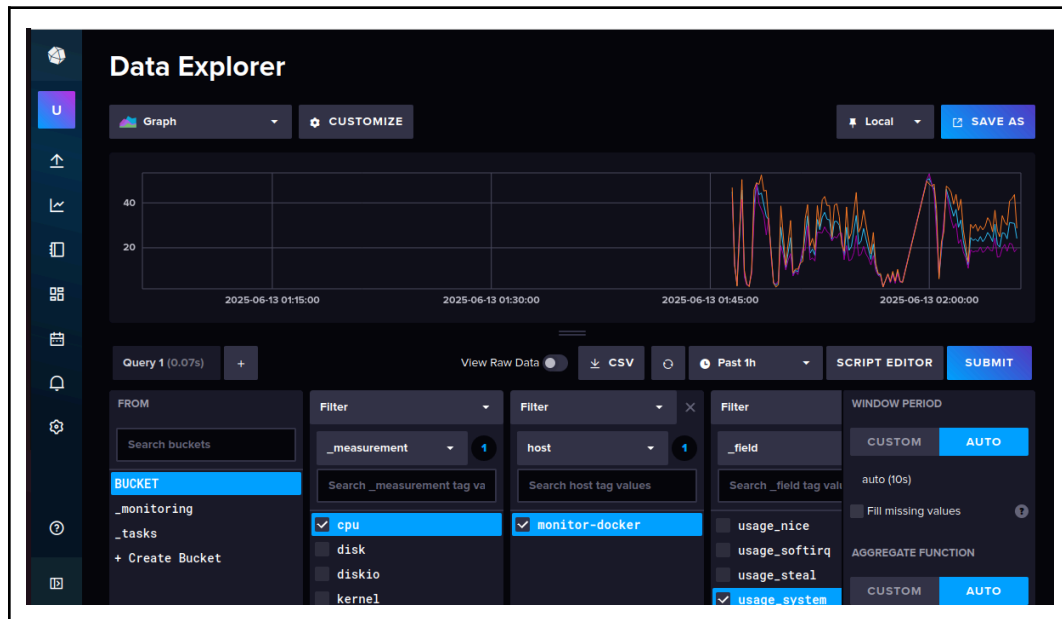 Data Explorer
U
Graph
CUSTOMIZE
Local
SAVE AS
40
20
2025-06-13 01:15:00
2025-06-13 01:30:00
2025-06-13 01:45:00
2025-06-13 02:00:00
Query 1 (0.07s)
+
View Raw Data
CSV
Past 1h
SCRIPT EDITOR
SUBMIT
FROM
Search buckets
BUCKET
_monitoring
_tasks
+ Create Bucket
Filter
_measurement
1
Search _measurement tag va
cpu
disk
diskio
kernel
Filter
host
1
Search host tag values
monitor-docker
Filter
_field
Search _field tag valu
usage_nice
usage_softirq
usage_steal
usage_system
WINDOW PERIOD
CUSTOM
AUTO
auto (10s)
Fill missing values
?
AGGREGATE FUNCTION
CUSTOM
AUTO